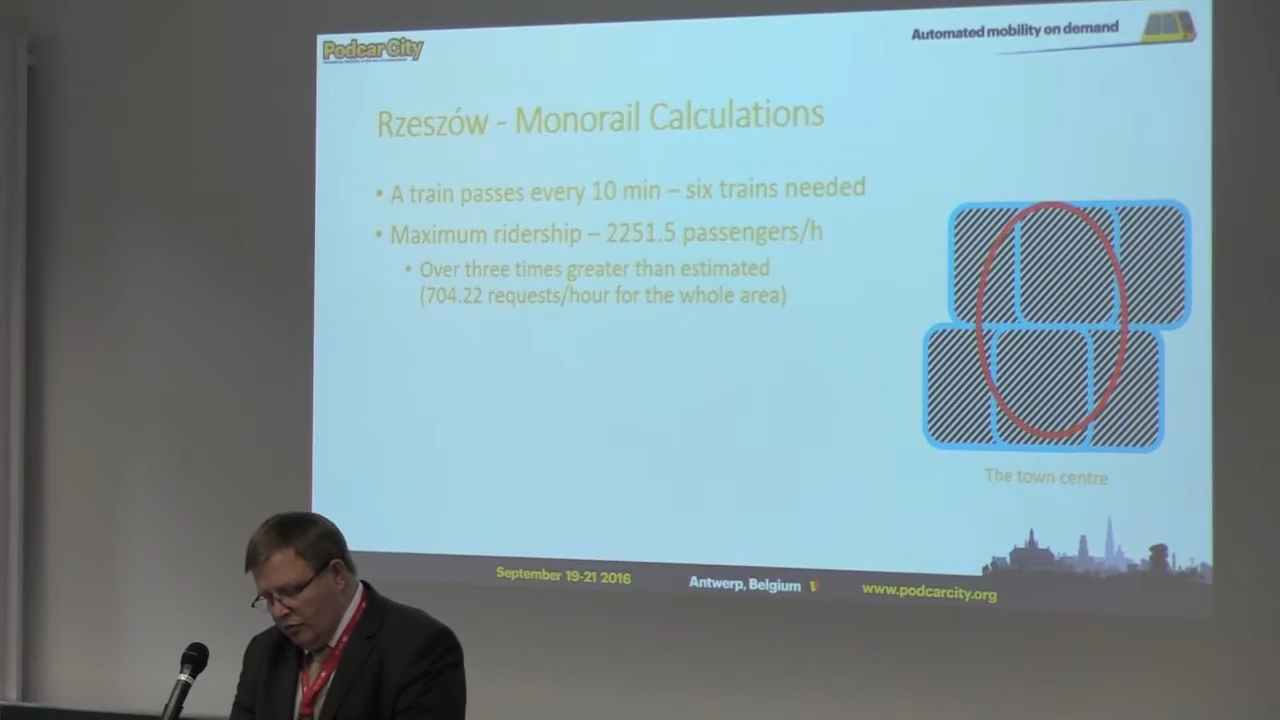 Podcar City
Automated mobility on demand
Rzeszów - Monorail Calculations
• A train passes every 10 min – six trains needed
• Maximum ridership – 2251.5 passengers/h
• Over three times greater than estimated
(704.22 requests/hour for the whole area)
The town centre
September 19-21 2016
Antwerp, Belgium
www.podcarcity.org